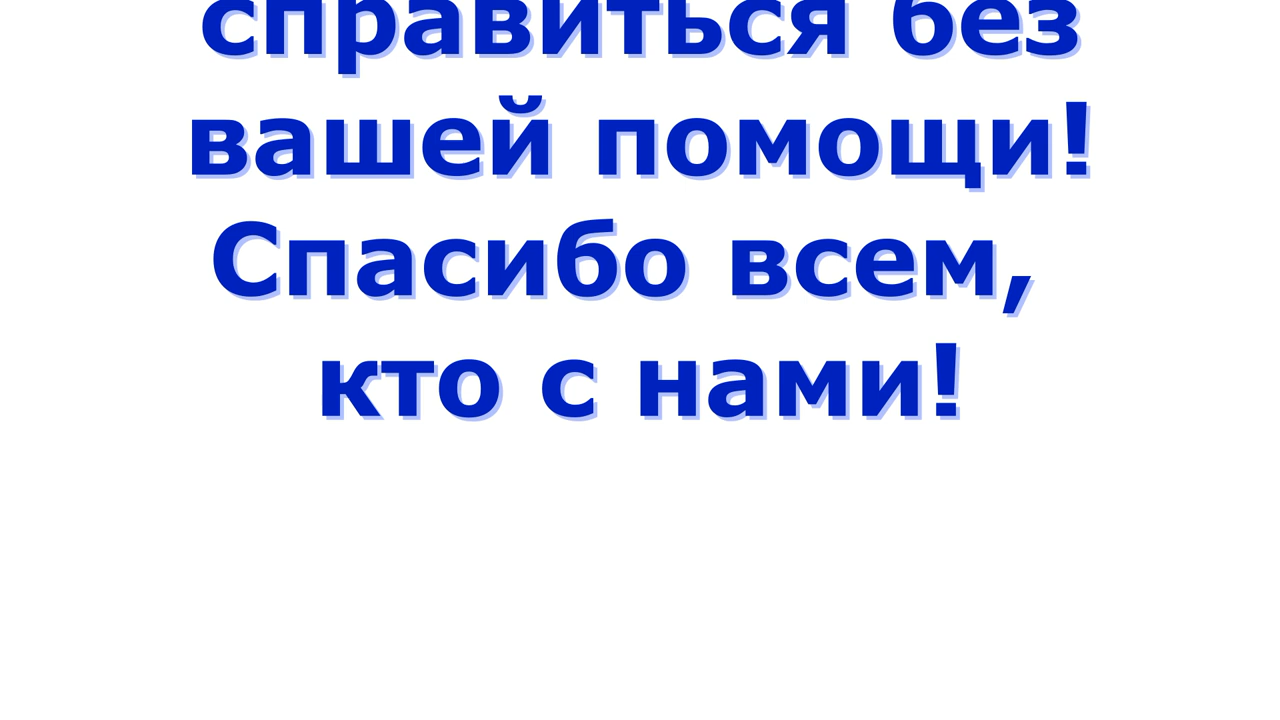 справиться без
вашей помощи!
Спасибо всем,
кто с нами!